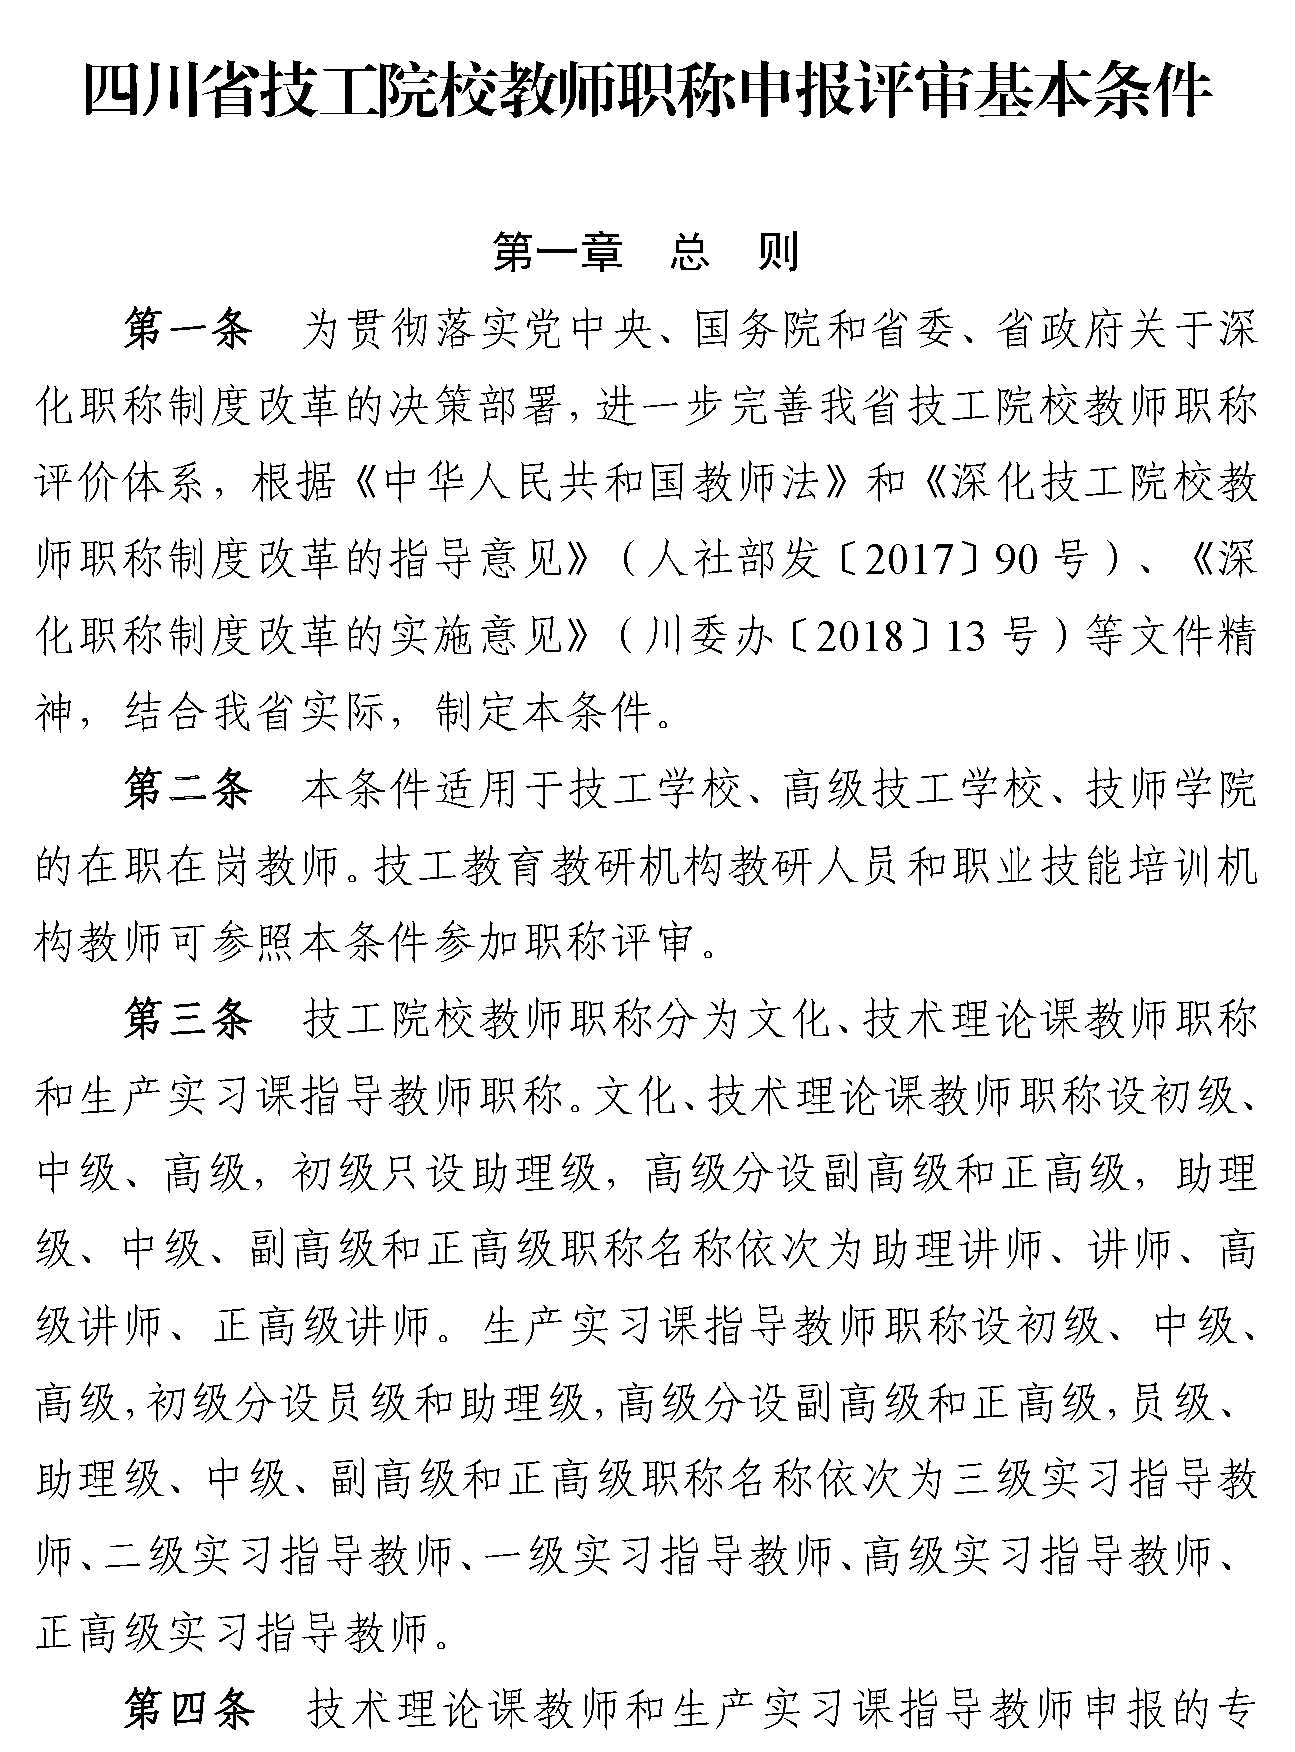 四川省技工院校教师职称申报评审基本条件
第一章 总 则
第一条 为贯彻落实党中央、国务院和省委、省政府关于深
化职称制度改革的决策部署，进一步完善我省技工院校教师职称
评价体系，根据《中华人民共和国教师法》和《深化技工院校教
师职称制度改革的指导意见》（人社部发〔2017〕90 号）、《深
化职称制度改革的实施意见》（川委办〔2018〕13 号）等文件精
神，结合我省实际，制定本条件。
第二条 本条件适用于技工学校、高级技工学校、技师学院
的在职在岗教师。技工教育教研机构教研人员和职业技能培训机
构教师可参照本条件参加职称评审。
第三条 技工院校教师职称分为文化、技术理论课教师职称
和生产实习课指导教师职称。文化、技术理论课教师职称设初级、
中级、高级，初级只设助理级，高级分设副高级和正高级，助理
级、中级、副高级和正高级职称名称依次为助理讲师、讲师、高
级讲师、正高级讲师。生产实习课指导教师职称设初级、中级、
高级，初级分设员级和助理级，高级分设副高级和正高级，员级、
助理级、中级、副高级和正高级职称名称依次为三级实习指导教
师、二级实习指导教师、一级实习指导教师、高级实习指导教师、
正高级实习指导教师。
第四条 技术理论课教师和生产实习课指导教师申报的专